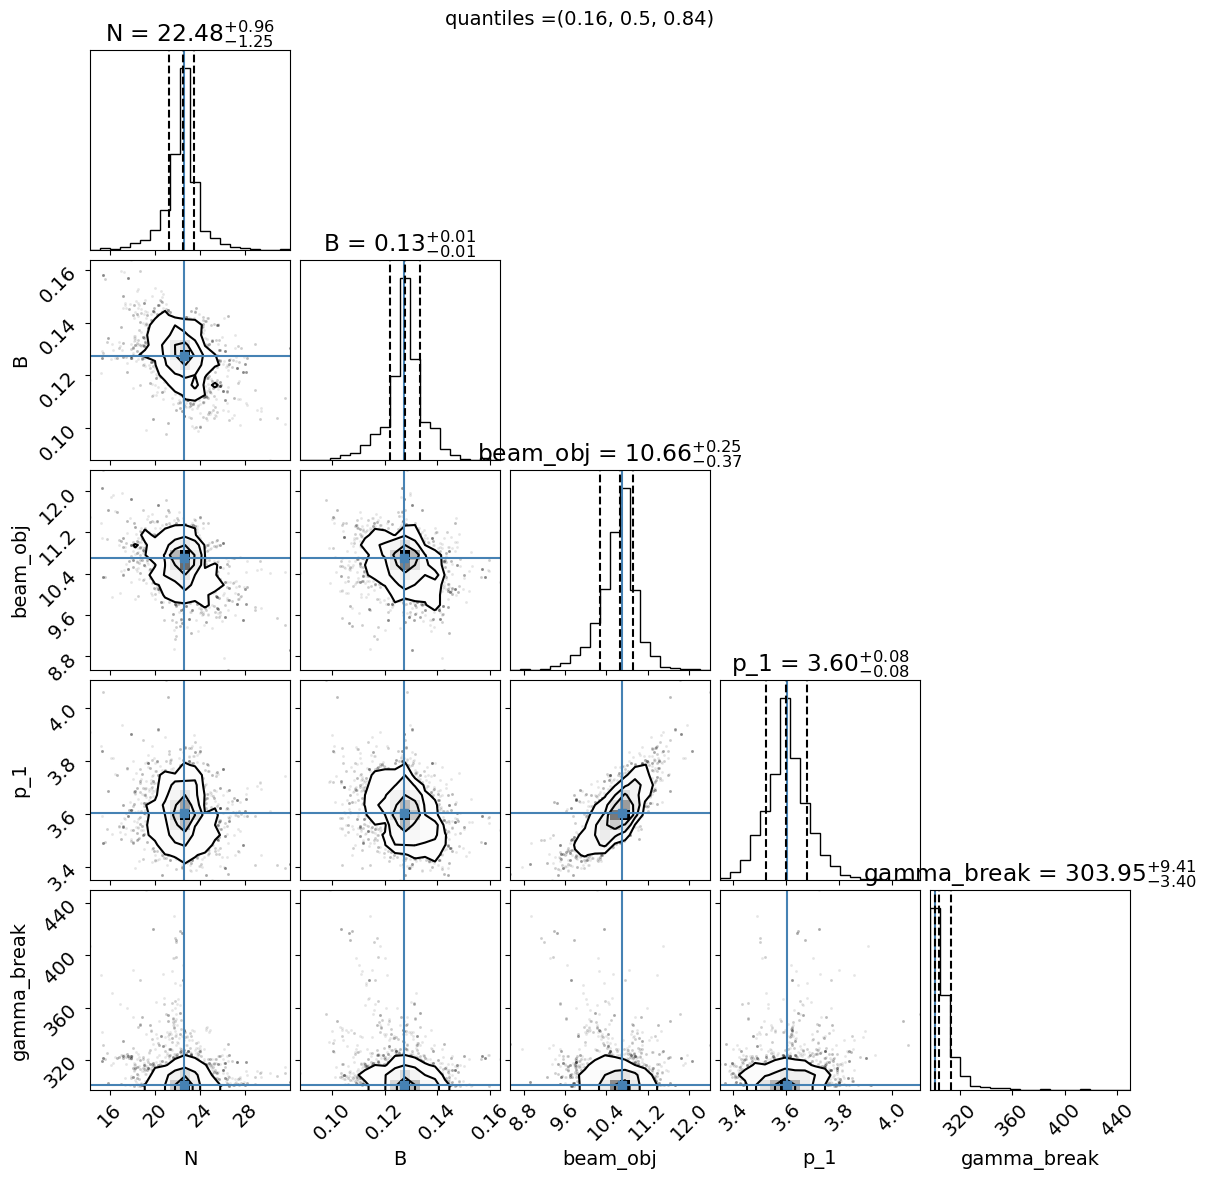 quantiles =(0.16, 0.5, 0.84)
N = 22.48+0.96−1.25
B = 0.13+0.01−0.01
0.16
0.14
0.12
0.10
B
beam_obj = 10.66+0.25−0.37
12.0
11.2
10.4
9.6
8.8
beam_obj
p_1 = 3.60+0.08−0.08
4.0
3.8
3.6
3.4
p_1
gamma_break = 303.95+9.41−3.40
440
400
360
320
gamma_break
16 20 24 28
0.10 0.12 0.14 0.16
8.8 9.6 10.4 11.2 12.0
3.4 3.6 3.8 4.0
320 360 400 440
N B beam_obj p_1 gamma_break